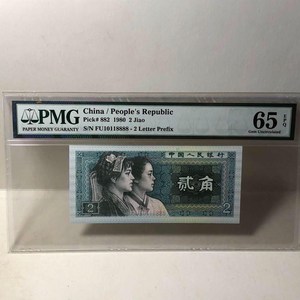 PMG
PAPER MONEY GUARANTY
China / People's Republic
Pick# 882 1980 2 Jiao
S/N FU10118888 - 2 Letter Prefix
65 EPQ
Gem Uncirculated
中国人民银行
贰角
2
2